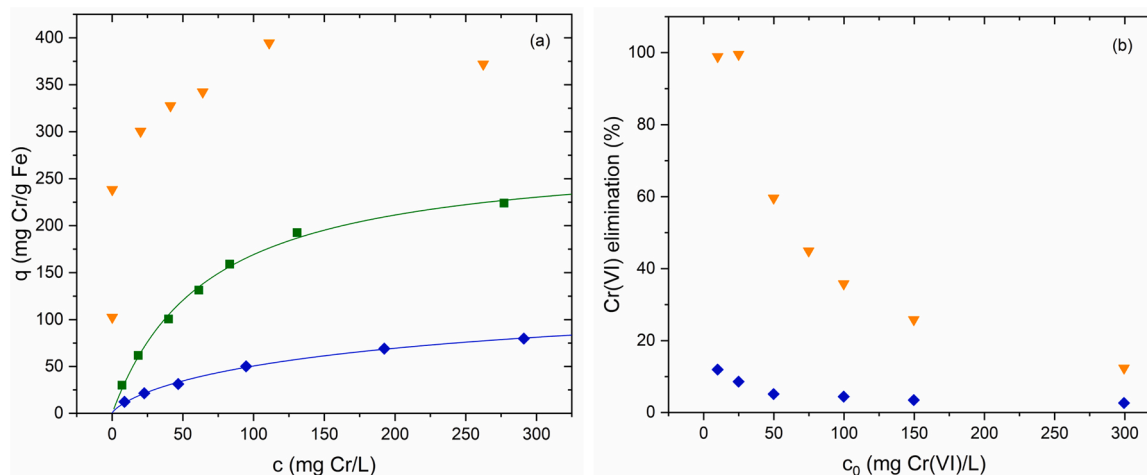 (a)
q (mg Cr/g Fe)
400
350
300
250
200
150
100
50
0
0 50 100 150 200 250 300
c (mg Cr/L)
(b)
Cr(VI) elimination (%)
100
80
60
40
20
0
0 50 100 150 200 250 300
c₀ (mg Cr(VI)/L)